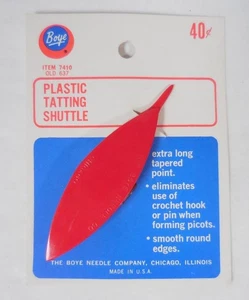 Boye
40¢
ITEM 7410
OLD 837
PLASTIC
TATTING
SHUTTLE
extra long
tapered
point.
• eliminates
use of
crochet hook
or pin when
forming picots.
• smooth round
edges.
THE BOYE NEEDLE COMPANY, CHICAGO, ILLINOIS
MADE IN U.S.A.